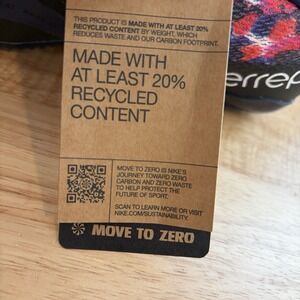 THIS PRODUCT IS MADE WITH AT LEAST 20%
RECYCLED CONTENT BY WEIGHT, WHICH
REDUCES WASTE AND OUR CARBON FOOTPRINT.
MADE WITH
AT LEAST 20%
RECYCLED
CONTENT
MOVE TO ZERO IS NIKE'S
JOURNEY TOWARD ZERO
CARBON AND ZERO WASTE
TO HELP PROTECT THE
FUTURE OF SPORT.
SCAN TO LEARN MORE OR VISIT
NIKE.COM/SUSTAINABILITY.
MOVE TO ZERO